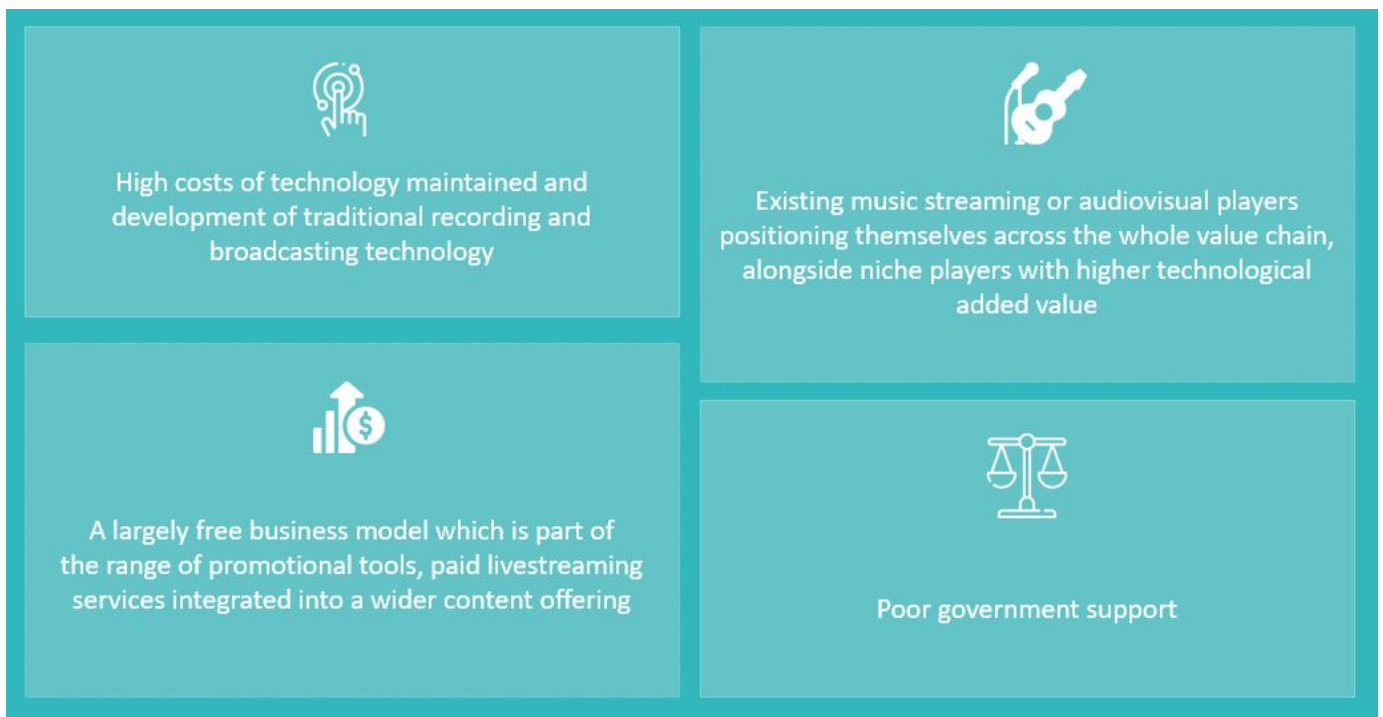 High costs of technology maintained and
development of traditional recording and
broadcasting technology
Existing music streaming or audiovisual players
positioning themselves across the whole value chain,
alongside niche players with higher technological
added value
$
A largely free business model which is part of
the range of promotional tools, paid livestreaming
services integrated into a wider content offering
Poor government support